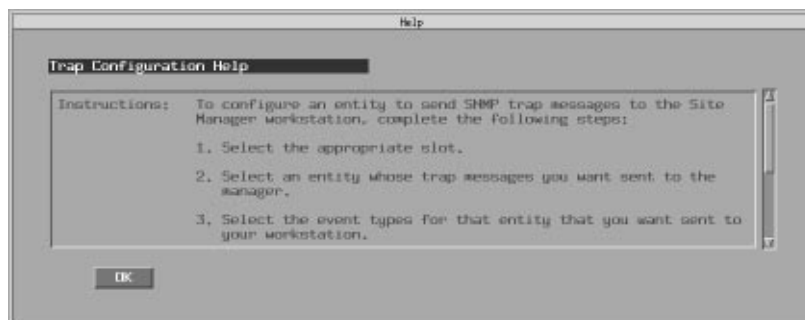 Help
Trap Configuration Help
Instructions: To configure an entity to send SNMP trap messages to the Site
Manager workstation, complete the following steps:
1. Select the appropriate slot.
2. Select an entity whose trap messages you want sent to the
manager.
3. Select the event types for that entity that you want sent to
your workstation.
OK